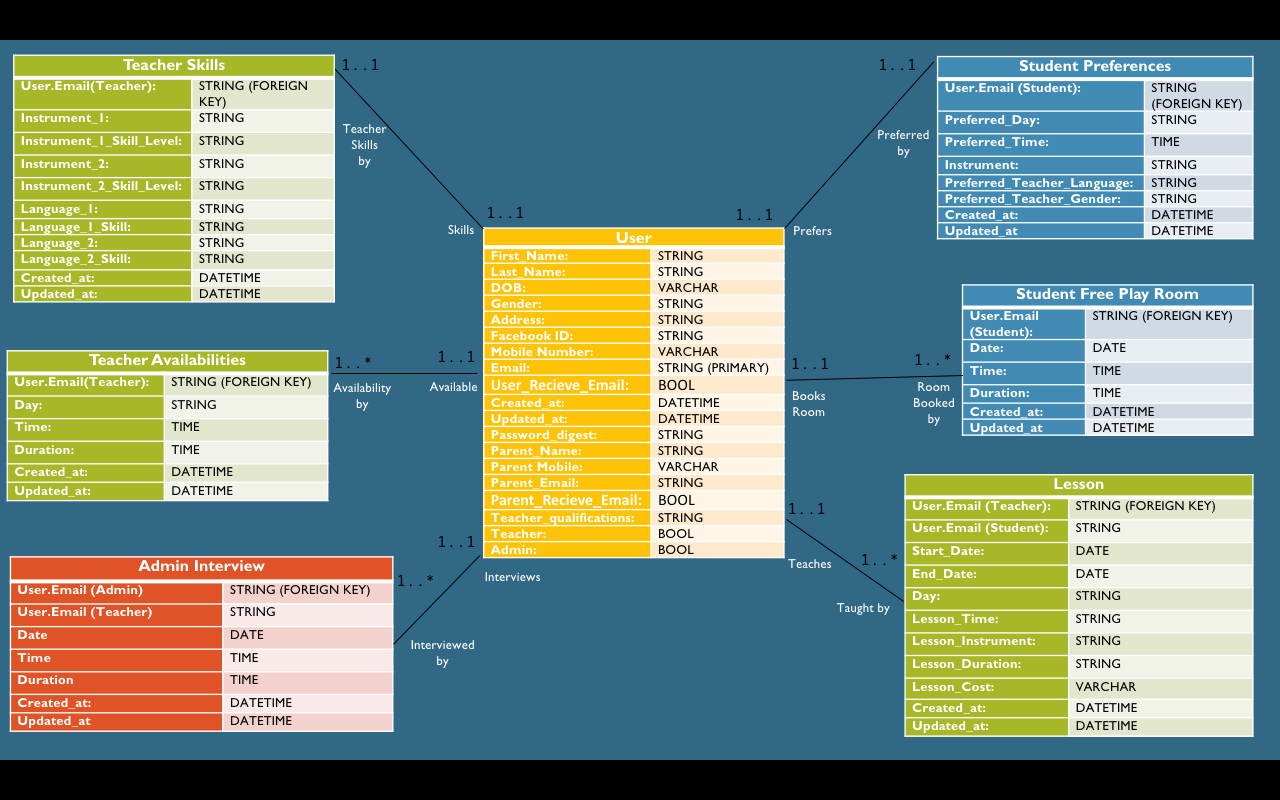 Teacher Skills
User.Email(Teacher): STRING (FOREIGN
KEY)
Instrument_1: STRING
Instrument_1_Skill_Level: STRING
Instrument_2: STRING
Instrument_2_Skill_Level: STRING
Language_1: STRING
Language_1_Skill: STRING
Language_2: STRING
Language_2_Skill: STRING
Created_at: DATETIME
Updated_at: DATETIME
1..1
Teacher
Skills
by
1..1
Skills
Teacher Availabilities
User.Email(Teacher): STRING (FOREIGN KEY)
Day: STRING
Time: TIME
Duration: TIME
Created_at: DATETIME
Updated_at: DATETIME
1..*
Availability
by
1..1
Available
Admin Interview
User.Email (Admin) STRING (FOREIGN KEY)
User.Email (Teacher) STRING
Date DATE
Time TIME
Duration TIME
Created_at: DATETIME
Updated_at DATETIME
1..*
Interviewed
by
1..1
Interviews
User
First_Name: STRING
Last_Name: STRING
DOB: VARCHAR
Gender: STRING
Address: STRING
Facebook ID: STRING
Mobile Number: VARCHAR
Email: STRING (PRIMARY)
User_Recieve_Email: BOOL
Created_at: DATETIME
Updated_at: DATETIME
Password_digest: STRING
Parent_Name: STRING
Parent Mobile: VARCHAR
Parent_Email: STRING
Parent_Recieve_Email: BOOL
Teacher_qualifications: STRING
Teacher: BOOL
Admin: BOOL
1..1
Preferred
by
1..1
Prefers
Student Preferences
User.Email (Student): STRING
(FOREIGN KEY)
Preferred_Day: STRING
Preferred_Time: TIME
Instrument: STRING
Preferred_Teacher_Language: STRING
Preferred_Teacher_Gender: STRING
Created_at: DATETIME
Updated_at DATETIME
1..1
Books
Room
1..*
Room
Booked
by
Student Free Play Room
User.Email
(Student): STRING (FOREIGN KEY)
Date: DATE
Time: TIME
Duration: TIME
Created_at: DATETIME
Updated_at DATETIME
1..1
Teaches
1..*
Taught by
Lesson
User.Email (Teacher): STRING (FOREIGN KEY)
User.Email (Student): STRING
Start_Date: DATE
End_Date: DATE
Day: STRING
Lesson_Time: STRING
Lesson_Instrument: STRING
Lesson_Duration: STRING
Lesson_Cost: VARCHAR
Created_at: DATETIME
Updated_at: DATETIME